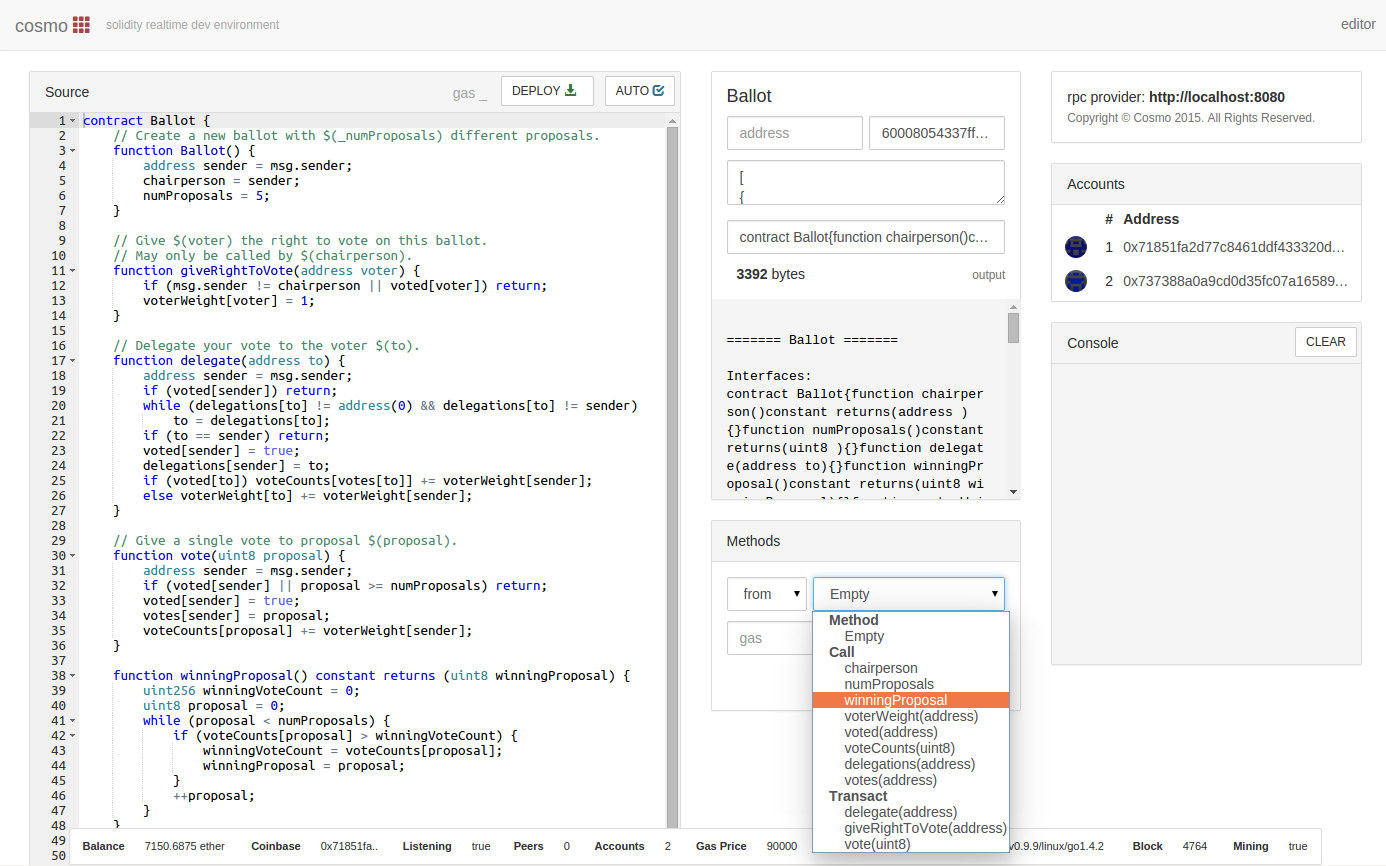 cosmo solidity realtime dev environment editor
Source gas _ DEPLOY AUTO
1 contract Ballot {
2 // Create a new ballot with $(_numProposals) different proposals.
3 function Ballot() {
4 address sender = msg.sender;
5 chairperson = sender;
6 numProposals = 5;
7 }
8
9 // Give $(voter) the right to vote on this ballot.
10 // May only be called by $(chairperson).
11 function giveRightToVote(address voter) {
12 if (msg.sender != chairperson || voted[voter]) return;
13 voterWeight[voter] = 1;
14 }
15
16 // Delegate your vote to the voter $(to).
17 function delegate(address to) {
18 address sender = msg.sender;
19 if (voted[sender]) return;
20 while (delegations[to] != address(0) && delegations[to] != sender)
21 to = delegations[to];
22 if (to == sender) return;
23 voted[sender] = true;
24 delegations[sender] = to;
25 if (voted[to]) voteCounts[votes[to]] += voterWeight[sender];
26 else voterWeight[to] += voterWeight[sender];
27 }
28
29 // Give a single vote to proposal $(proposal).
30 function vote(uint8 proposal) {
31 address sender = msg.sender;
32 if (voted[sender] || proposal >= numProposals) return;
33 voted[sender] = true;
34 votes[sender] = proposal;
35 voteCounts[proposal] += voterWeight[sender];
36 }
37
38 function winningProposal() constant returns (uint8 winningProposal) {
39 uint256 winningVoteCount = 0;
40 uint8 proposal = 0;
41 while (proposal < numProposals) {
42 if (voteCounts[proposal] > winningVoteCount) {
43 winningVoteCount = voteCounts[proposal];
44 winningProposal = proposal;
45 }
46 ++proposal;
47 }
48 }
49
50
Ballot
address 60008054337ff...
[
{
contract Ballot{function chairperson()c...
3392 bytes output
======= Ballot =======
Interfaces:
contract Ballot{function chairper
son()constant returns(address )
{}function numProposals()constant
returns(uint8 ){}function delegat
e(address to){}function winningPr
oposal()constant returns(uint8 wi
Methods
from Empty
gas
Method
Empty
Call
chairperson
numProposals
winningProposal
voterWeight(address)
voted(address)
voteCounts(uint8)
delegations(address)
votes(address)
Transact
delegate(address)
giveRightToVote(address)
vote(uint8)
rpc provider: http://localhost:8080
Copyright © Cosmo 2015. All Rights Reserved.
Accounts
# Address
1 0x71851fa2d77c8461ddf433320d...
2 0x737388a0a9cd0d35fc07a16589...
Console CLEAR
Balance 7150.6875 ether Coinbase 0x71851fa.. Listening true Peers 0 Accounts 2 Gas Price 90000 v0.9.9/linux/go1.4.2 Block 4764 Mining true